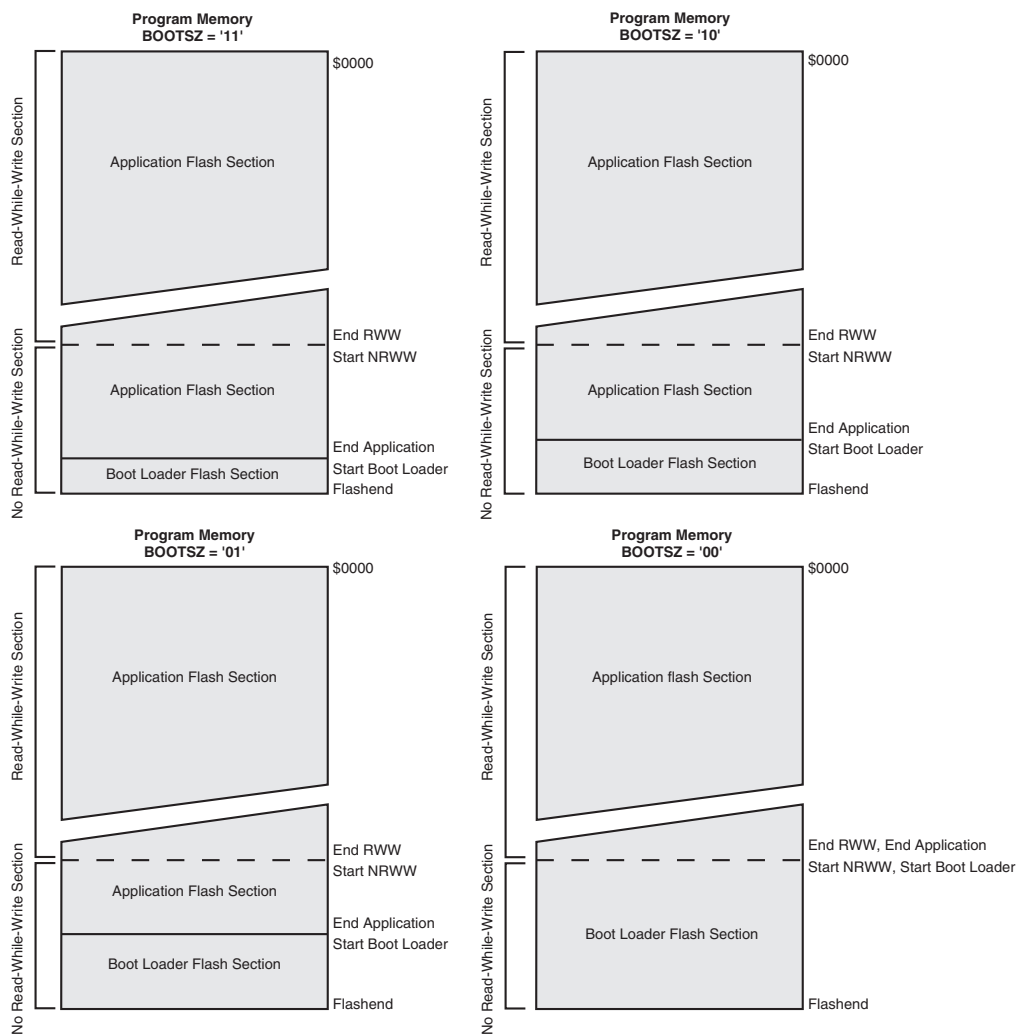 Program Memory
BOOTSZ = '11'
$0000
Read-While-Write Section
Application Flash Section
End RWW
Start NRWW
No Read-While-Write Section
Application Flash Section
End Application
Start Boot Loader
Boot Loader Flash Section
Flashend
Program Memory
BOOTSZ = '10'
$0000
Read-While-Write Section
Application Flash Section
End RWW
Start NRWW
No Read-While-Write Section
Application Flash Section
End Application
Start Boot Loader
Boot Loader Flash Section
Flashend
Program Memory
BOOTSZ = '01'
$0000
Read-While-Write Section
Application Flash Section
End RWW
Start NRWW
No Read-While-Write Section
Application Flash Section
End Application
Start Boot Loader
Boot Loader Flash Section
Flashend
Program Memory
BOOTSZ = '00'
$0000
Read-While-Write Section
Application flash Section
End RWW, End Application
Start NRWW, Start Boot Loader
No Read-While-Write Section
Boot Loader Flash Section
Flashend